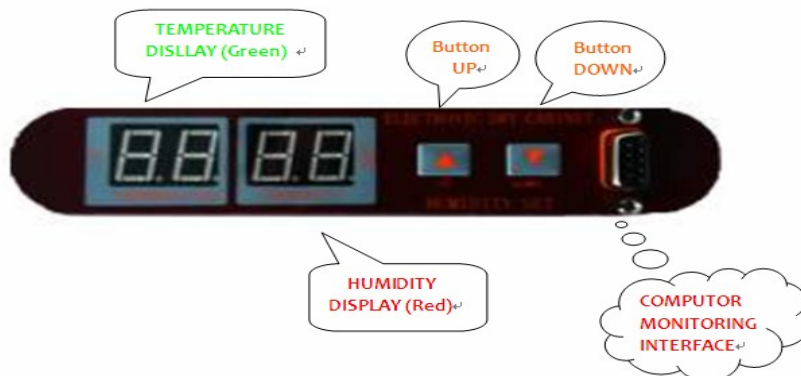 TEMPERATURE
DISLLAY (Green)
Button
UP
Button
DOWN
ELECTRONIC DRY CABINET
HUMIDITY SET
HUMIDITY
DISPLAY (Red)
COMPUTOR
MONITORING
INTERFACE